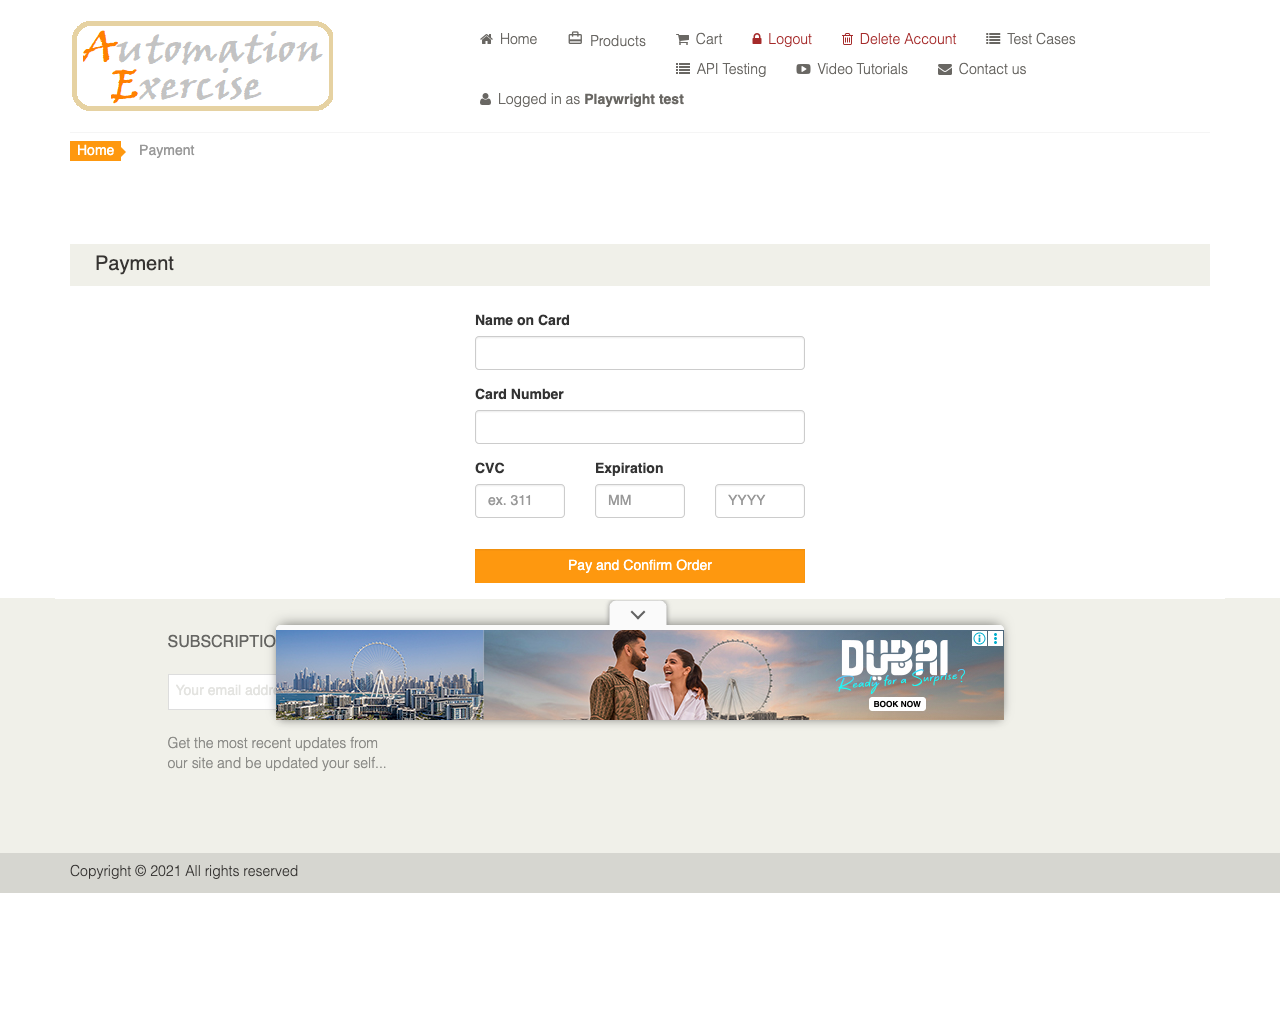 Automation
Exercise
Home Products Cart Logout Delete Account Test Cases
API Testing Video Tutorials Contact us
Logged in as Playwright test
Home Payment
Payment
Name on Card
Card Number
CVC Expiration
ex. 311 MM YYYY
Pay and Confirm Order
SUBSCRIPTIO
Your email addre
DUBAI
Ready for a Surprise?
BOOK NOW
Get the most recent updates from
our site and be updated your self...
Copyright © 2021 All rights reserved